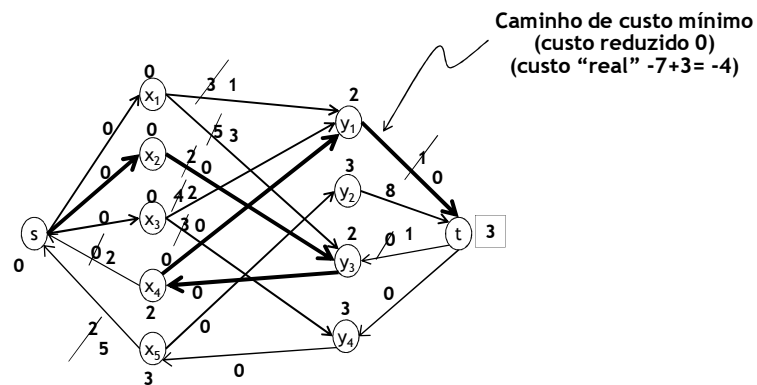 Caminho de custo mínimo
(custo reduzido 0)
(custo “real” -7+3= -4)
0
x1
3 1
2
y1
0
5 3
0
x2
2 0
1
0
0
3
y2
8
0
x3
4 2
3 0
0
s
0
t
3
2
y3
0 1
0 2
0
x4
2
0
3
y4
0
0
2
5
x5
3
0